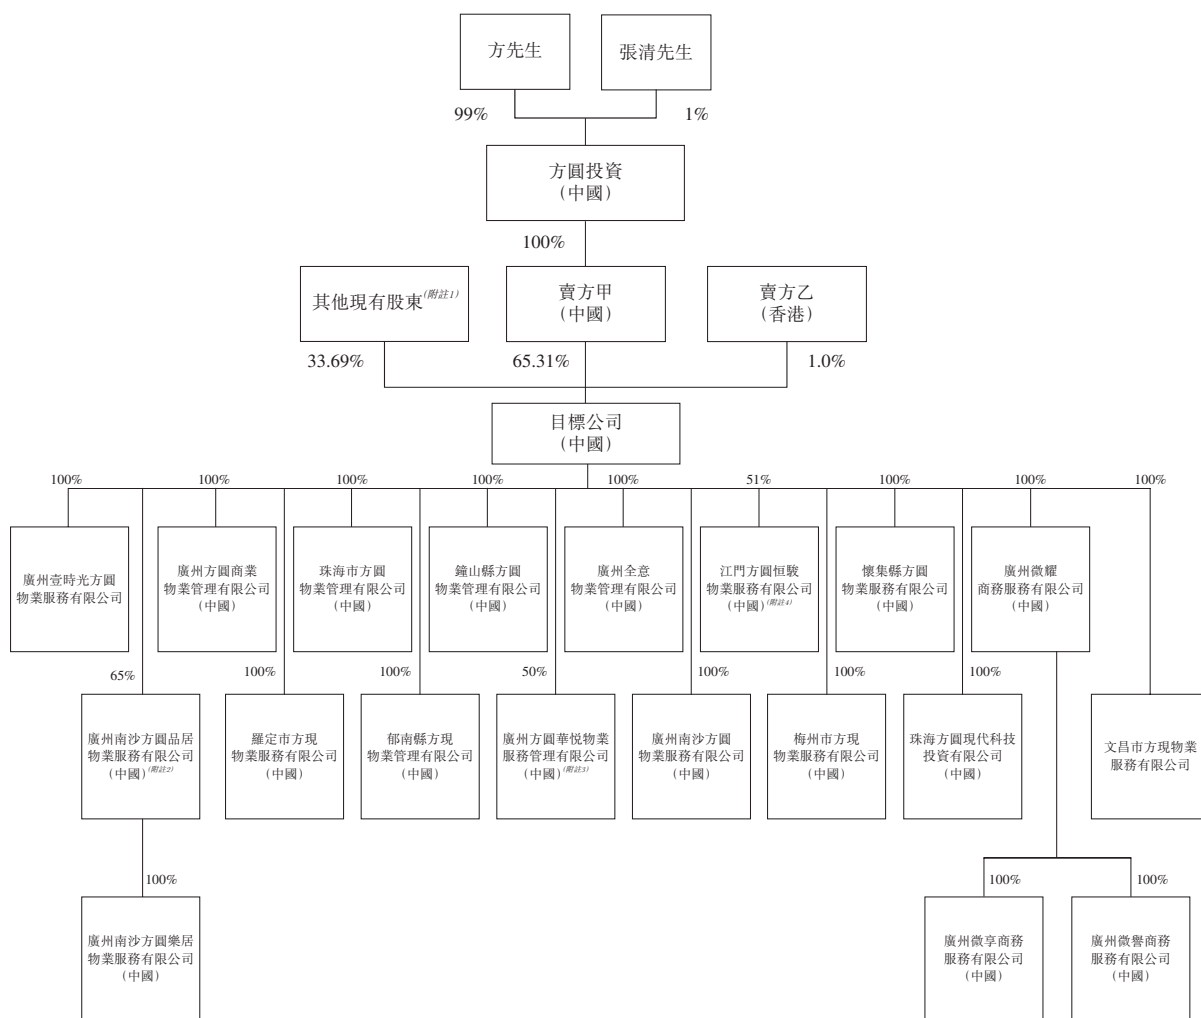 方先生
張清先生
99%
1%
方圓投資
(中國)
100%
其他現有股東(附註1)
賣方甲
(中國)
賣方乙
(香港)
33.69%
65.31%
1.0%
目標公司
(中國)
100%
100%
100%
100%
100%
51%
100%
100%
100%
廣州壹時光方圓
物業服務有限公司
廣州方圓商業
物業管理有限公司
(中國)
珠海市方圓
物業管理有限公司
(中國)
鐘山縣方圓
物業管理有限公司
(中國)
廣州全意
物業管理有限公司
(中國)
江門方圓恒駿
物業服務有限公司
(中國)(附註4)
懷集縣方圓
物業服務有限公司
(中國)
廣州微耀
商務服務有限公司
(中國)
65%
100%
100%
50%
100%
100%
100%
廣州南沙方圓品居
物業服務有限公司
(中國)(附註2)
羅定市方現
物業服務有限公司
(中國)
郁南縣方現
物業管理有限公司
(中國)
廣州方圓華悅物業
服務管理有限公司
(中國)(附註3)
廣州南沙方圓
物業服務有限公司
(中國)
梅州市方現
物業服務有限公司
(中國)
珠海方圓現代科技
投資有限公司
(中國)
文昌市方現物業
服務有限公司
100%
100%
100%
廣州南沙方圓樂居
物業服務有限公司
(中國)
廣州微享商務
服務有限公司
(中國)
廣州微譽商務
服務有限公司
(中國)